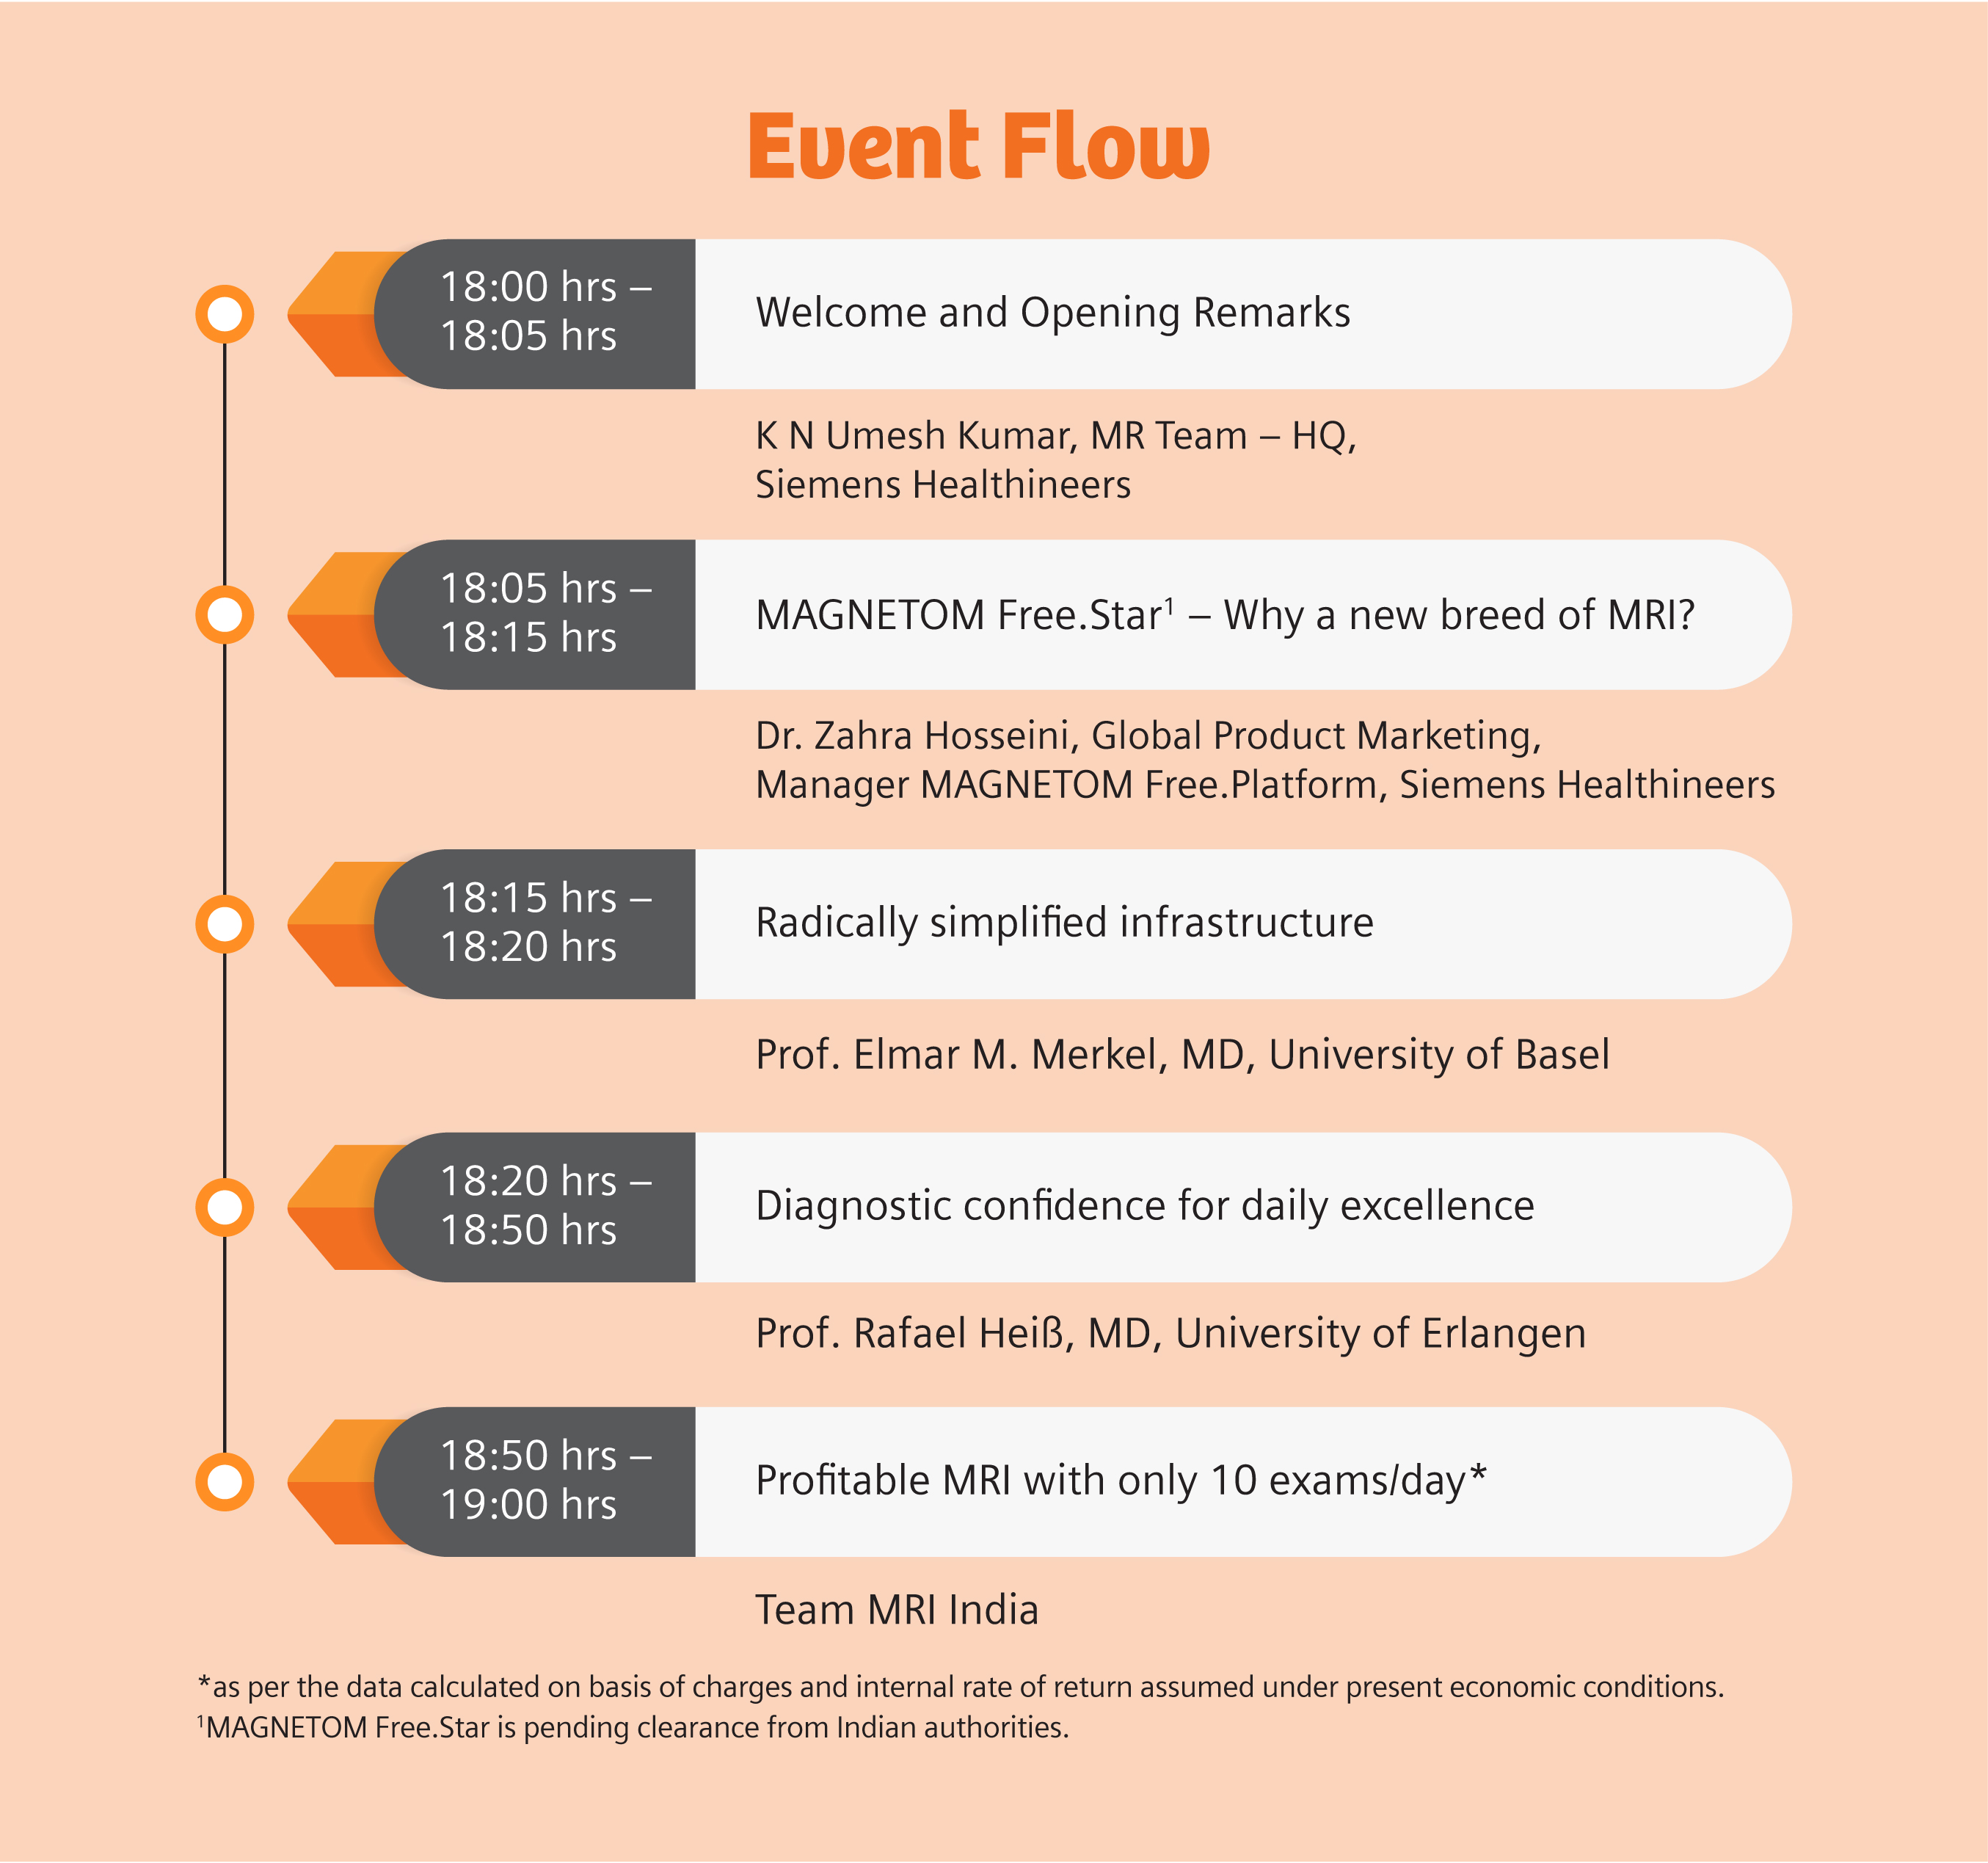 Event Flow
18:00 hrs –
18:05 hrs
Welcome and Opening Remarks
K N Umesh Kumar, MR Team – HQ,
Siemens Healthineers
18:05 hrs –
18:15 hrs
MAGNETOM Free.Star¹ – Why a new breed of MRI?
Dr. Zahra Hosseini, Global Product Marketing,
Manager MAGNETOM Free.Platform, Siemens Healthineers
18:15 hrs –
18:20 hrs
Radically simplified infrastructure
Prof. Elmar M. Merkel, MD, University of Basel
18:20 hrs –
18:50 hrs
Diagnostic confidence for daily excellence
Prof. Rafael Heiß, MD, University of Erlangen
18:50 hrs –
19:00 hrs
Profitable MRI with only 10 exams/day*
Team MRI India
*as per the data calculated on basis of charges and internal rate of return assumed under present economic conditions.
¹MAGNETOM Free.Star is pending clearance from Indian authorities.